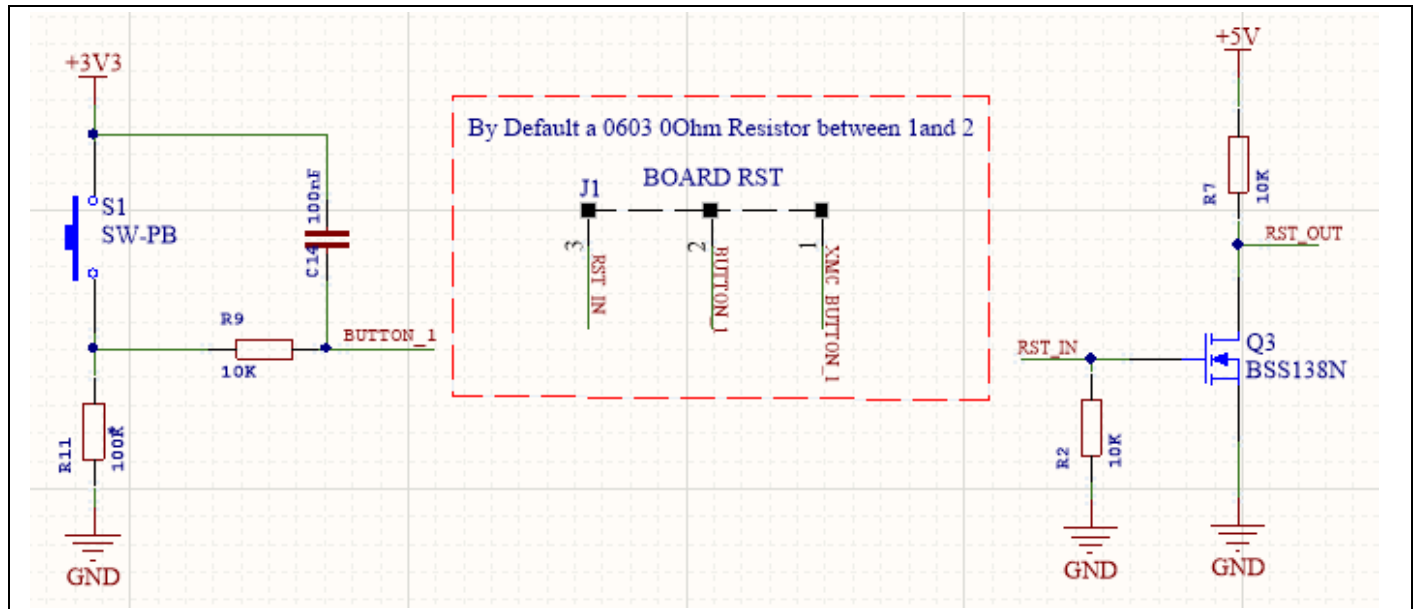 +3V3
S1
SW-PB
100nF
C14
R9
10K
BUTTON_1
R11
100K
GND
By Default a 0603 0Ohm Resistor between 1and 2
BOARD RST
J1
3
2
1
RST_IN
BUTTON_1
XMC_BUTTON_1
+5V
R7
10K
RST_OUT
RST_IN
Q3
BSS138N
R2
10K
GND
GND